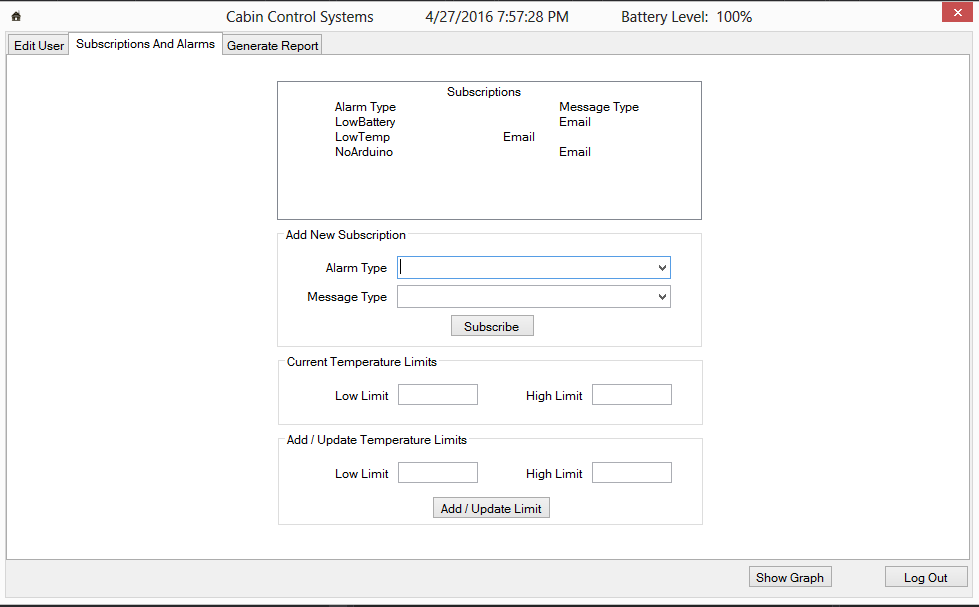 Cabin Control Systems 4/27/2016 7:57:28 PM Battery Level: 100%
Edit User Subscriptions And Alarms Generate Report
Subscriptions
Alarm Type Message Type
LowBattery Email
LowTemp Email
NoArduino Email
Add New Subscription
Alarm Type
Message Type
Subscribe
Current Temperature Limits
Low Limit High Limit
Add / Update Temperature Limits
Low Limit High Limit
Add / Update Limit
Show Graph Log Out